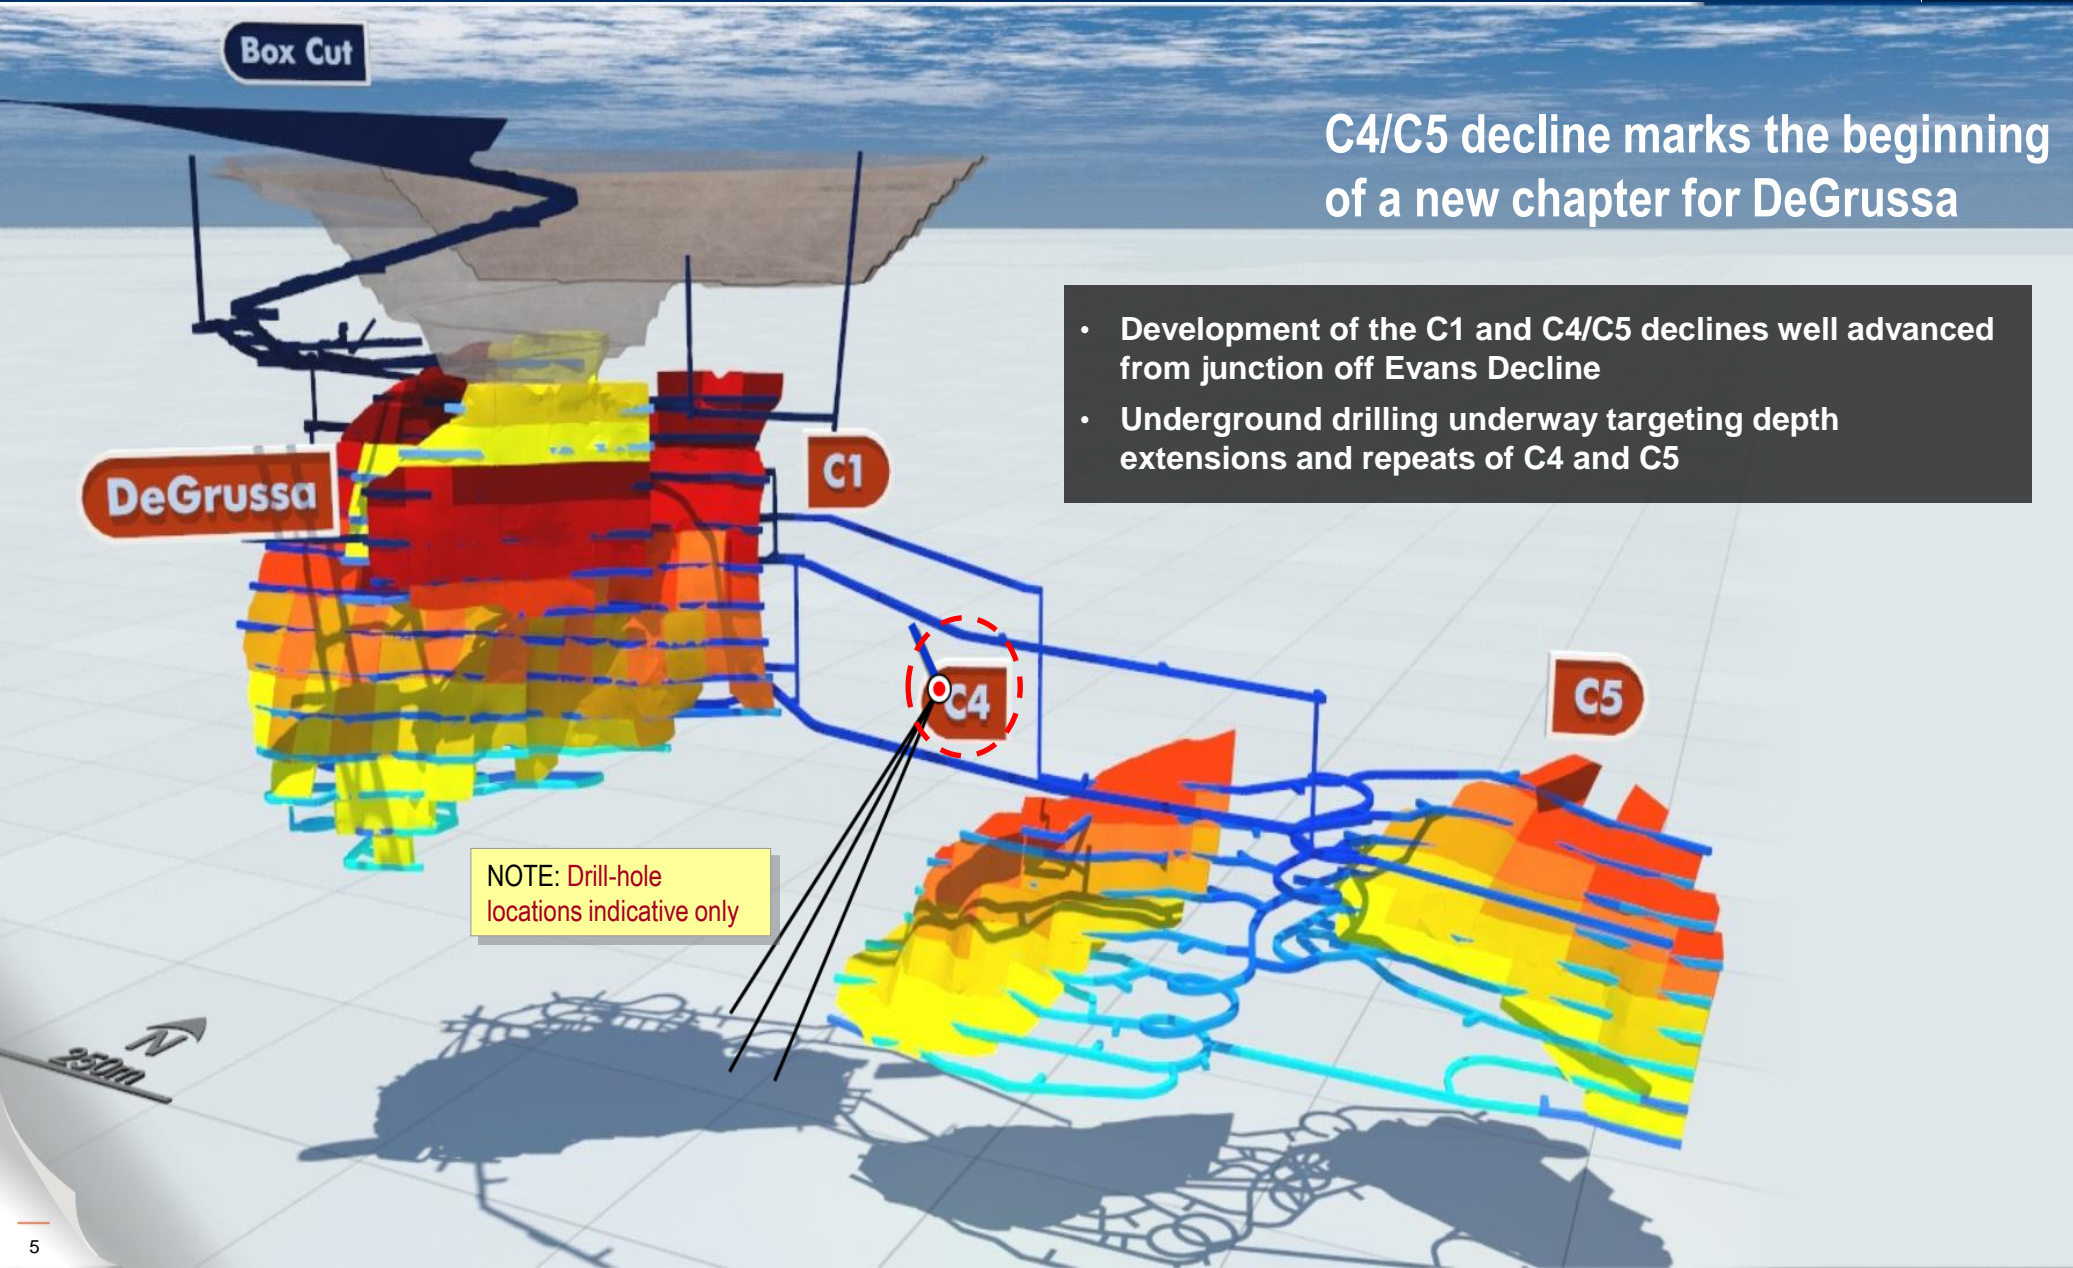 Box Cut
C4/C5 decline marks the beginning
of a new chapter for DeGrussa
• Development of the C1 and C4/C5 declines well advanced
from junction off Evans Decline
• Underground drilling underway targeting depth
extensions and repeats of C4 and C5
DeGrussa
C1
C4
C5
NOTE: Drill-hole
locations indicative only
N
250m
5